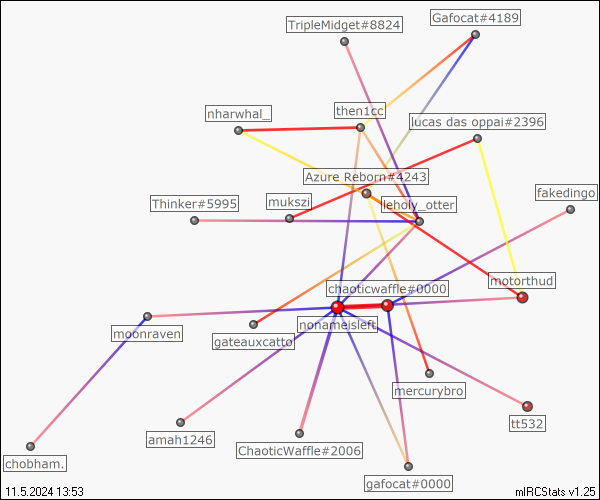 TripleMidget#8824
Gafocat#4189
nharwhal_
then1cc
lucas das oppai#2396
Azure Reborn#4243
fakedingo
Thinker#5995
mukszi
lleholy_otter
chaoticwaffle#0000
motorthud
nonameisleft
moonraven
gateauxcatto
mercurybro
tt532
amah1246
ChaoticWaffle#2006
chobham.
gafocat#0000
11.5.2024 13:53
mIRCStats v1.25